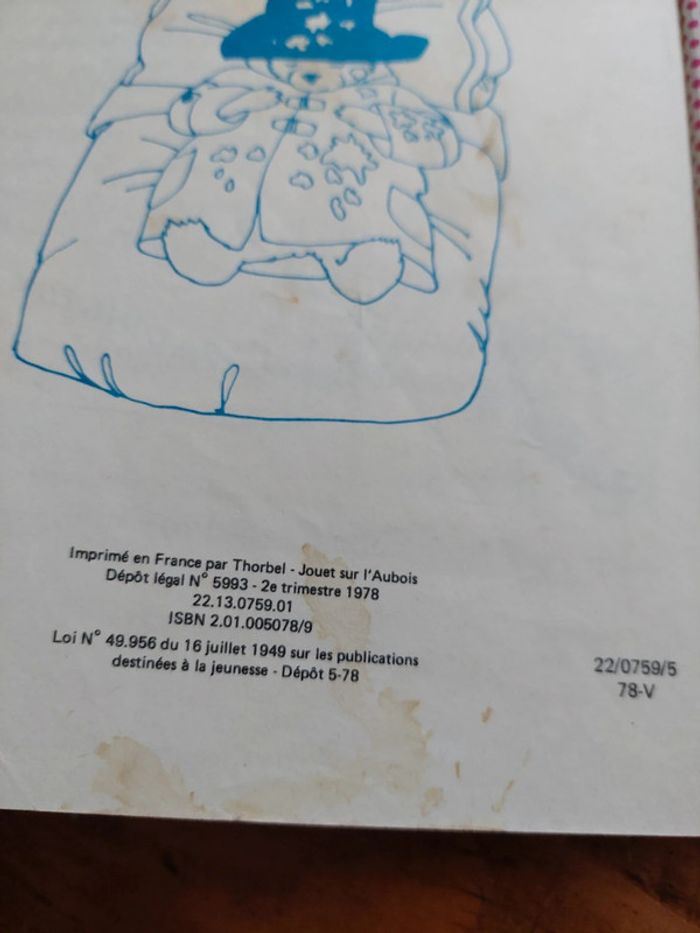 Imprimé en France par Thorbel - Jouet sur l'Aubois
Dépôt légal N° 5993 - 2e trimestre 1978
22.13.0759.01
ISBN 2.01.005078/9
Loi N° 49.956 du 16 juillet 1949 sur les publications
destinées à la jeunesse - Dépôt 5-78
22/0759/5
78-V